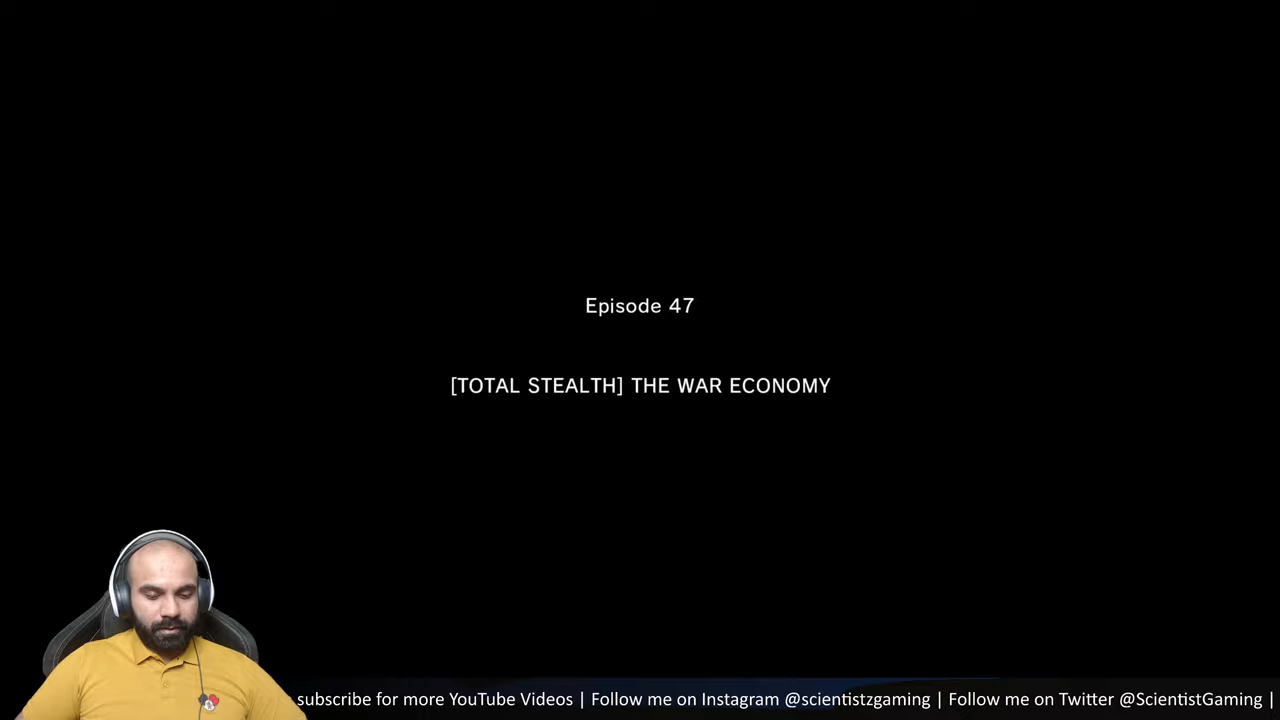 Episode 47
[TOTAL STEALTH] THE WAR ECONOMY
subscribe for more YouTube Videos | Follow me on Instagram @scientistzgaming | Follow me on Twitter @ScientistGaming |